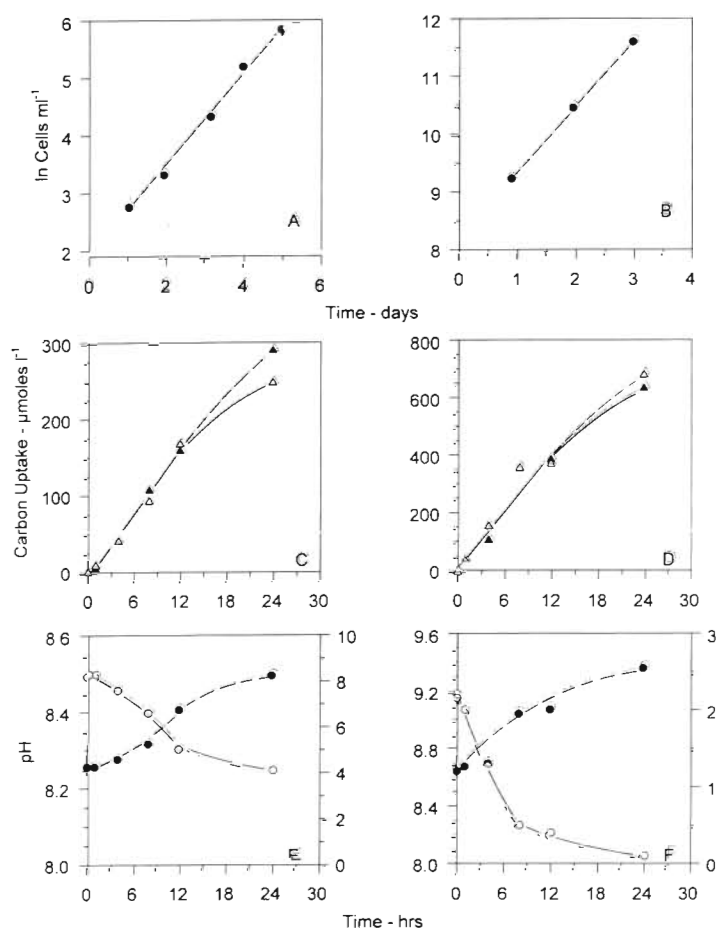 6
5
4
3
2
0 2 4 6
A
ln Cells ml-1
12
11
10
9
8
0 1 2 3 4
B
Time - days
300
200
100
0
0 6 12 18 24 30
C
Carbon Uptake - µmoles l-1
800
600
400
200
0
0 6 12 18 24 30
D
8 6
8.4
8.2
8.0
10
8
6
4
2
0
0 6 12 18 24 30
E
pH
9.6
9.2
8.8
8.4
8.0
3
2
1
0
0 6 12 18 24 30
F
Time - hrs